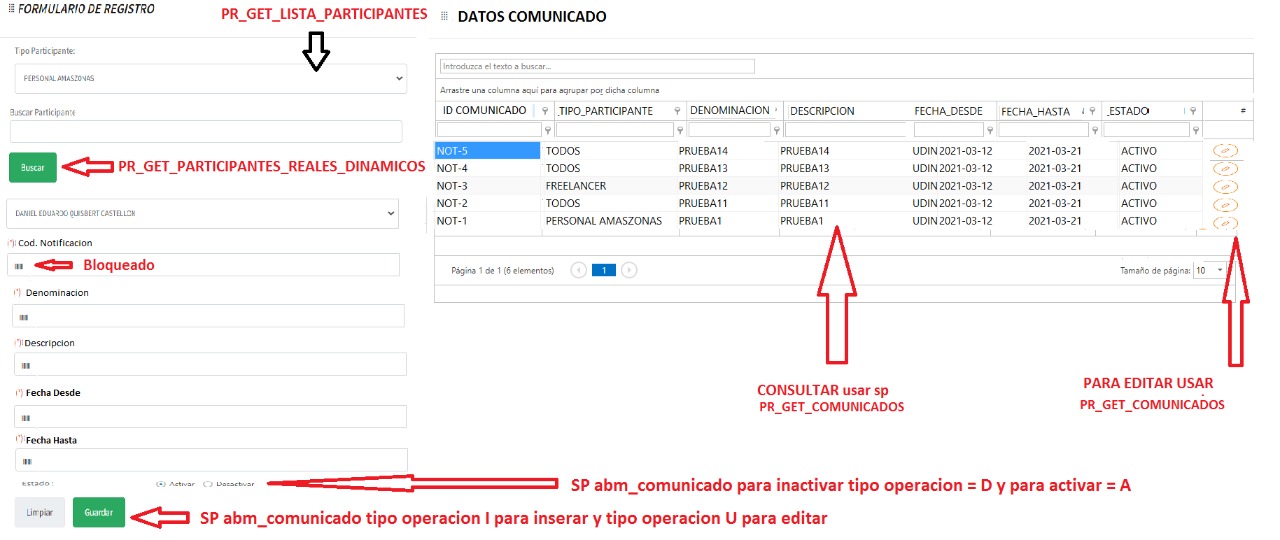 FORMULARIO DE REGISTRO
PR_GET_LISTA_PARTICIPANTES
Tipo Participante:
PERSONAL AMASZONAS
Buscar Participante
Buscar
PR_GET_PARTICIPANTES_REALES_DINAMICOS
DANIEL EDUARDO QUISBERT CASTELLON
(*): Cod. Notificacion
Bloqueado
(*) Denominacion
(*): Descripcion
(*) Fecha Desde
(*): Fecha Hasta
Estado :
Activar
Desactivar
SP abm_comunicado para inactivar tipo operacion = D y para activar = A
Limpiar
Guardar
SP abm_comunicado tipo operacion I para inserar y tipo operacion U para editar
DATOS COMUNICADO
Introduzca el texto a buscar...
Arrastre una columna aquí para agrupar por dicha columna
ID COMUNICADO TIPO_PARTICIPANTE DENOMINACION DESCRIPCION FECHA_DESDE FECHA_HASTA ESTADO #
NOT-5 TODOS PRUEBA14 PRUEBA14 UDIN 2021-03-12 2021-03-21 ACTIVO
NOT-4 TODOS PRUEBA13 PRUEBA13 UDIN 2021-03-12 2021-03-21 ACTIVO
NOT-3 FREELANCER PRUEBA12 PRUEBA12 UDIN 2021-03-12 2021-03-21 ACTIVO
NOT-2 TODOS PRUEBA11 PRUEBA11 UDIN 2021-03-12 2021-03-21 ACTIVO
NOT-1 PERSONAL AMASZONAS PRUEBA1 PRUEBA1 UDIN 2021-03-12 2021-03-21 ACTIVO
Página 1 de 1 (6 elementos) 1 Tamaño de página: 10
CONSULTAR usar sp
PR_GET_COMUNICADOS
PARA EDITAR USAR
PR_GET_COMUNICADOS